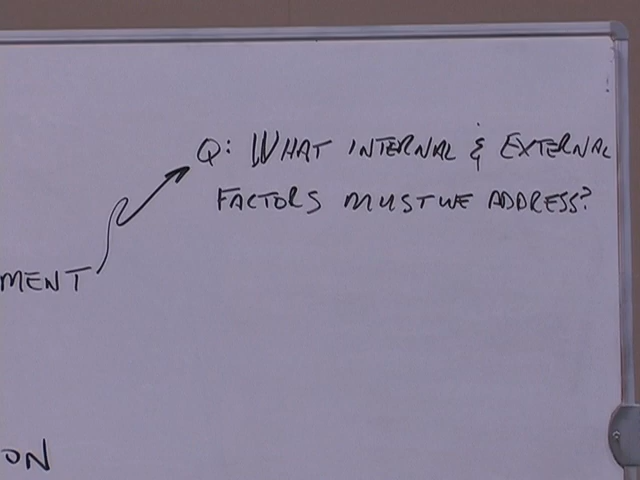 Q: WHAT INTERNAL & EXTERNAL
FACTORS MUST WE ADDRESS?
MENT
ON